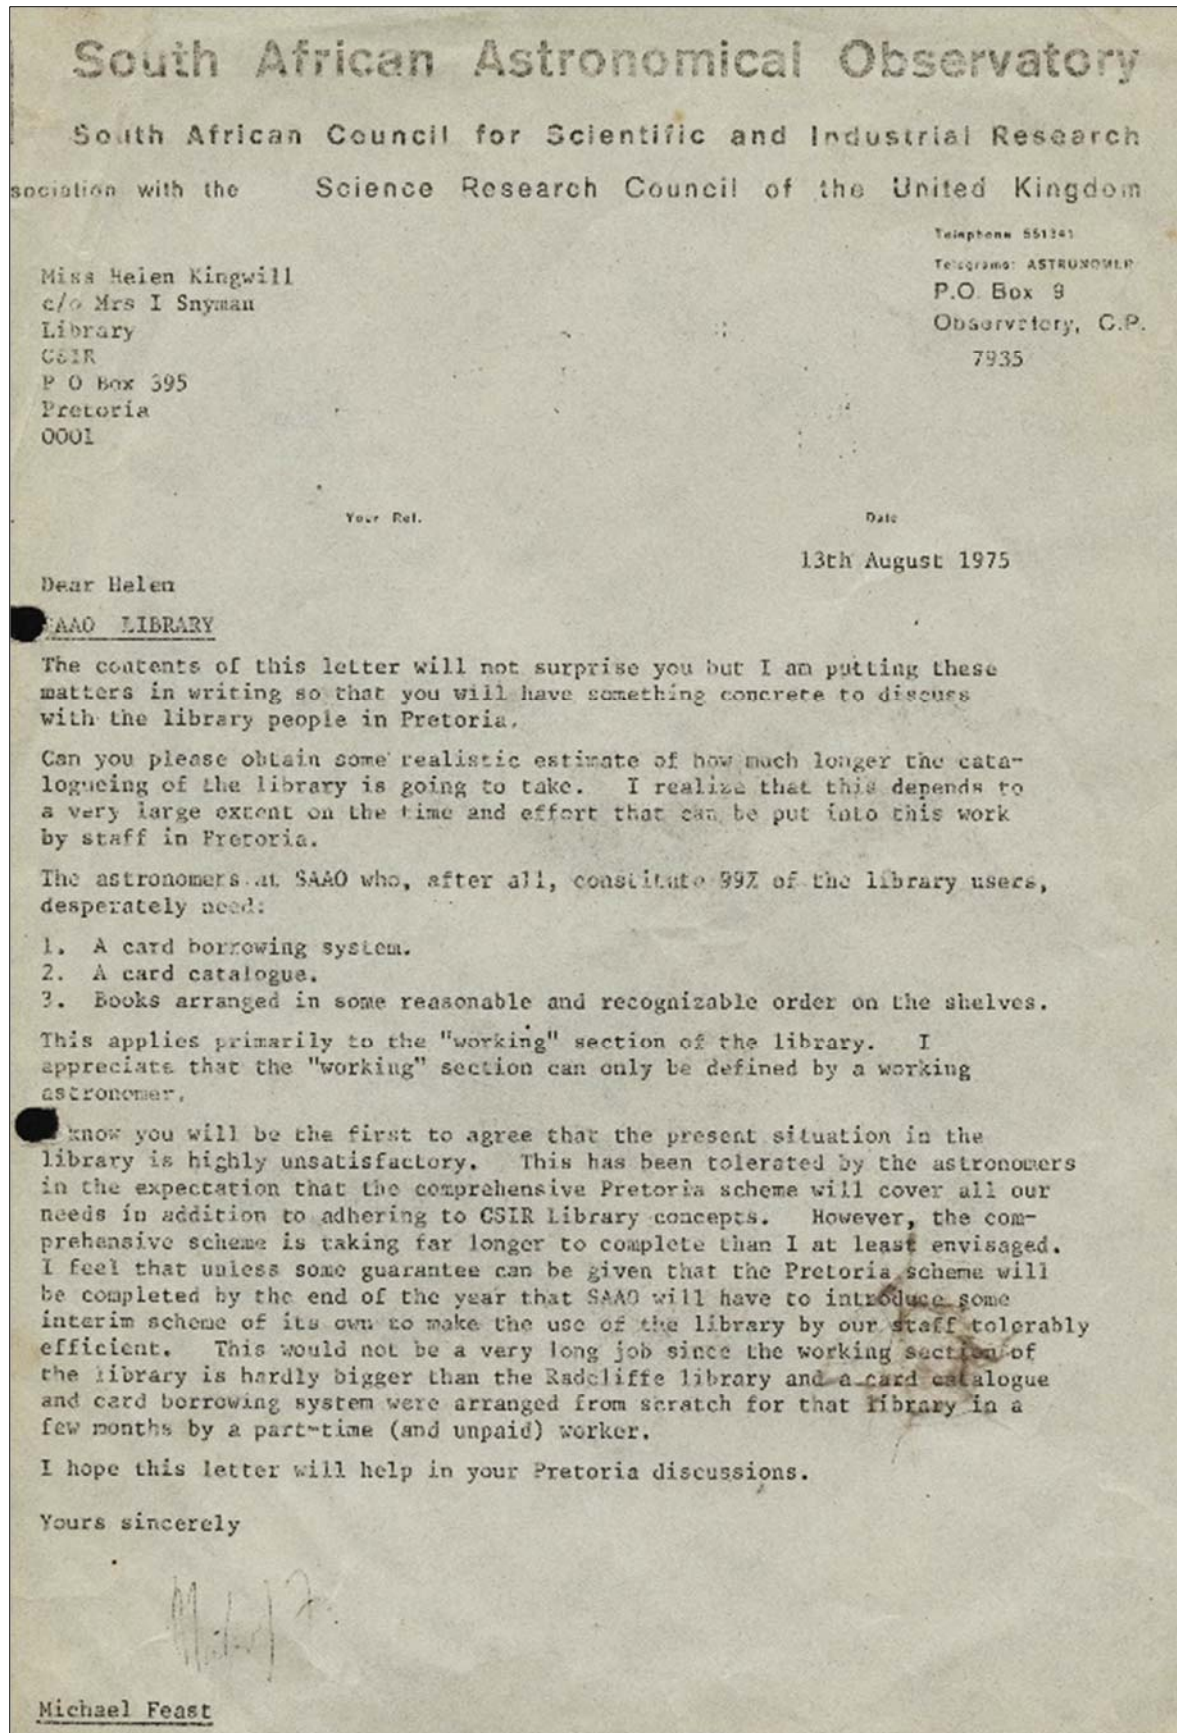 South African Astronomical Observatory
South African Council for Scientific and Industrial Research
sociation with the Science Research Council of the United Kingdom
Telephone 551341
Telegrams: ASTRONOMER
P.O. Box 9
Observatory, C.P.
7935
Miss Helen Kingwill
c/o Mrs I Snyman
Library
CSIR
P O Box 395
Pretoria
0001
Your Ref.
Date
13th August 1975
Dear Helen
SAAO LIBRARY
The contents of this letter will not surprise you but I am putting these
matters in writing so that you will have something concrete to discuss
with the library people in Pretoria.
Can you please obtain some realistic estimate of how much longer the cata-
logueing of the library is going to take. I realize that this depends to
a very large extent on the time and effort that can be put into this work
by staff in Pretoria.
The astronomers at SAAO who, after all, constitute 99% of the library users,
desperately need:
1. A card borrowing system.
2. A card catalogue.
3. Books arranged in some reasonable and recognizable order on the shelves.
This applies primarily to the "working" section of the library. I
appreciate that the "working" section can only be defined by a working
astronomer.
know you will be the first to agree that the present situation in the
library is highly unsatisfactory. This has been tolerated by the astronomers
in the expectation that the comprehensive Pretoria scheme will cover all our
needs in addition to adhering to CSIR Library concepts. However, the com-
prehensive scheme is taking far longer to complete than I at least envisaged.
I feel that unless some guarantee can be given that the Pretoria scheme will
be completed by the end of the year that SAAO will have to introduce some
interim scheme of its own to make the use of the library by our staff tolerably
efficient. This would not be a very long job since the working section of
the library is hardly bigger than the Radcliffe library and a card catalogue
and card borrowing system were arranged from scratch for that library in a
few months by a part-time (and unpaid) worker.
I hope this letter will help in your Pretoria discussions.
Yours sincerely
Michael Feast